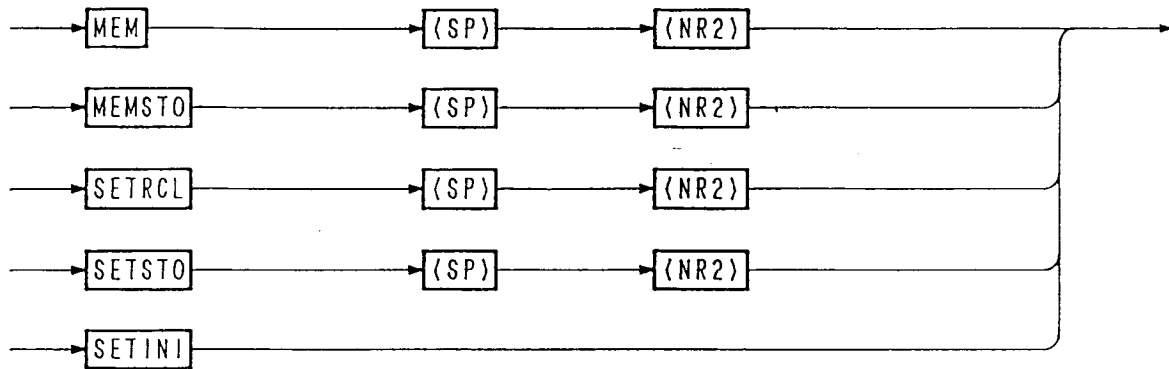 MEM ⟨SP⟩ ⟨NR2⟩
MEMSTO ⟨SP⟩ ⟨NR2⟩
SETRCL ⟨SP⟩ ⟨NR2⟩
SETSTO ⟨SP⟩ ⟨NR2⟩
SETINI